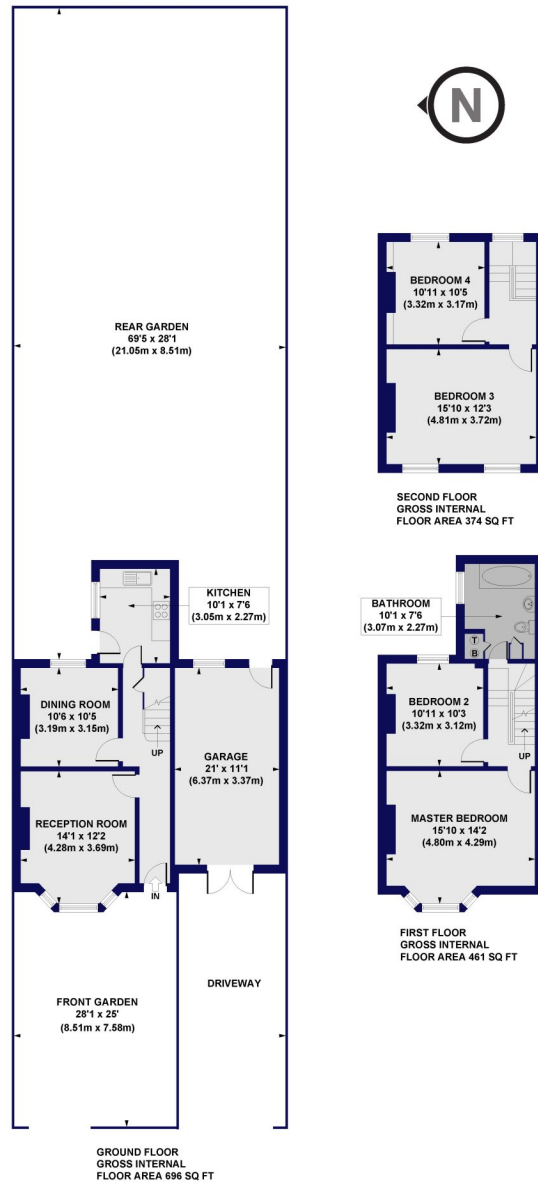 N
REAR GARDEN
69'5 x 28'1
(21.05m x 8.51m)
BEDROOM 4
10'11 x 10'5
(3.32m x 3.17m)
BEDROOM 3
15'10 x 12'3
(4.81m x 3.72m)
SECOND FLOOR
GROSS INTERNAL
FLOOR AREA 374 SQ FT
KITCHEN
10'1 x 7'6
(3.05m x 2.27m)
DINING ROOM
10'6 x 10'5
(3.19m x 3.15m)
UP
GARAGE
21' x 11'1
(6.37m x 3.37m)
RECEPTION ROOM
14'1 x 12'2
(4.28m x 3.69m)
IN
BATHROOM
10'1 x 7'6
(3.07m x 2.27m)
T
B
BEDROOM 2
10'11 x 10'3
(3.32m x 3.12m)
UP
MASTER BEDROOM
15'10 x 14'2
(4.80m x 4.29m)
FIRST FLOOR
GROSS INTERNAL
FLOOR AREA 461 SQ FT
FRONT GARDEN
28'1 x 25'
(8.51m x 7.58m)
DRIVEWAY
GROUND FLOOR
GROSS INTERNAL
FLOOR AREA 696 SQ FT